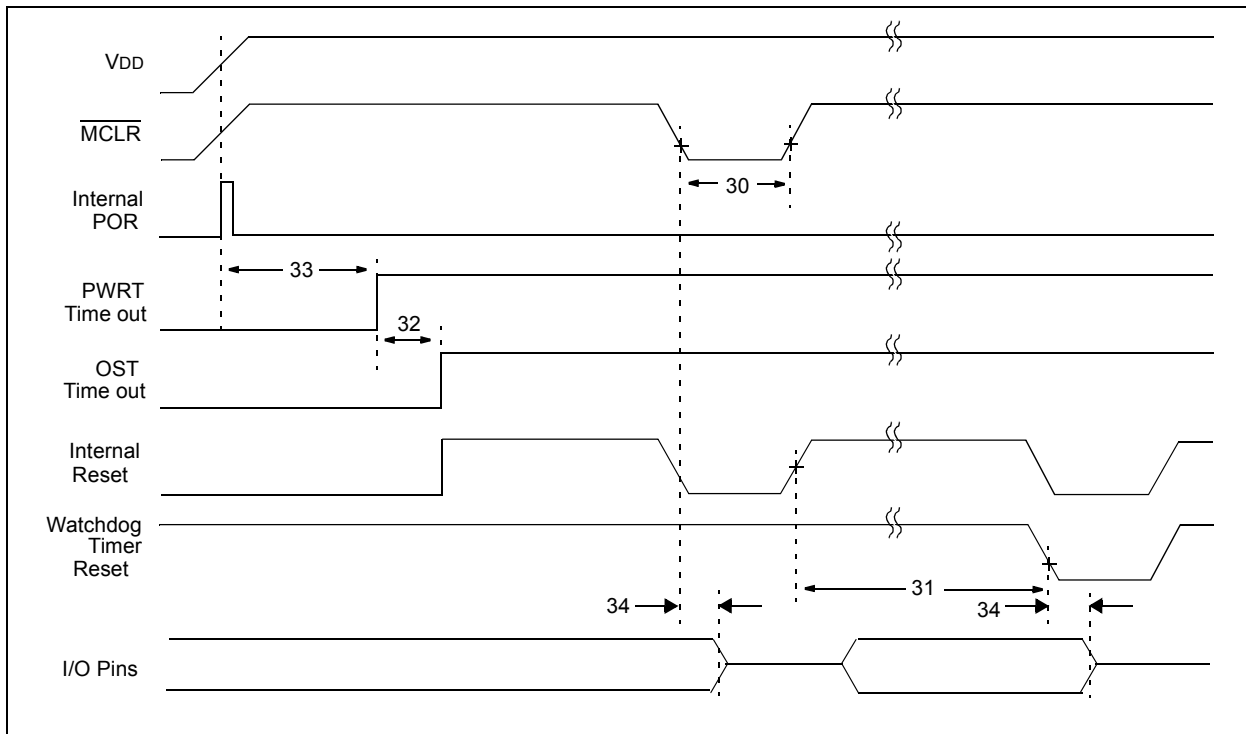 VDD
MCLR
Internal
POR
PWRT
Time out
OST
Time out
Internal
Reset
Watchdog
Timer
Reset
I/O Pins
30
33
32
31
34
34